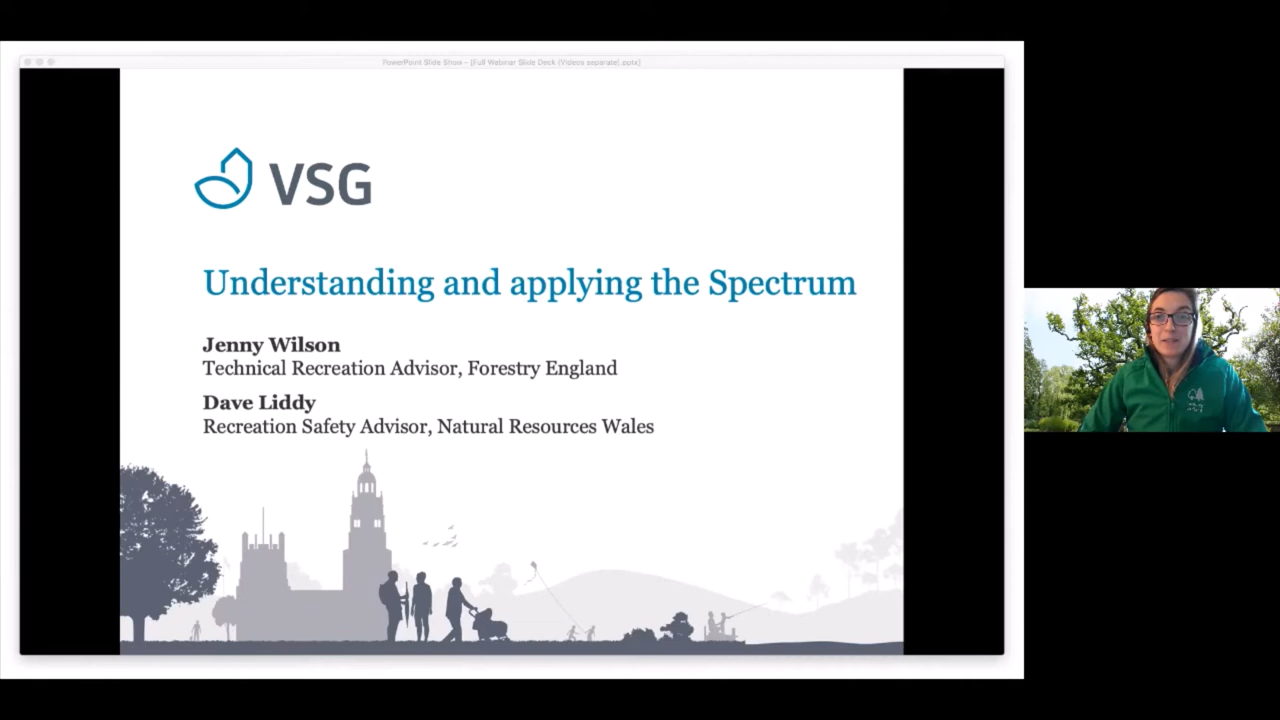 PowerPoint Slide Show - [Full Webinar Slide Deck (Videos separate).pptx]
VSG
Understanding and applying the Spectrum
Jenny Wilson
Technical Recreation Advisor, Forestry England
Dave Liddy
Recreation Safety Advisor, Natural Resources Wales